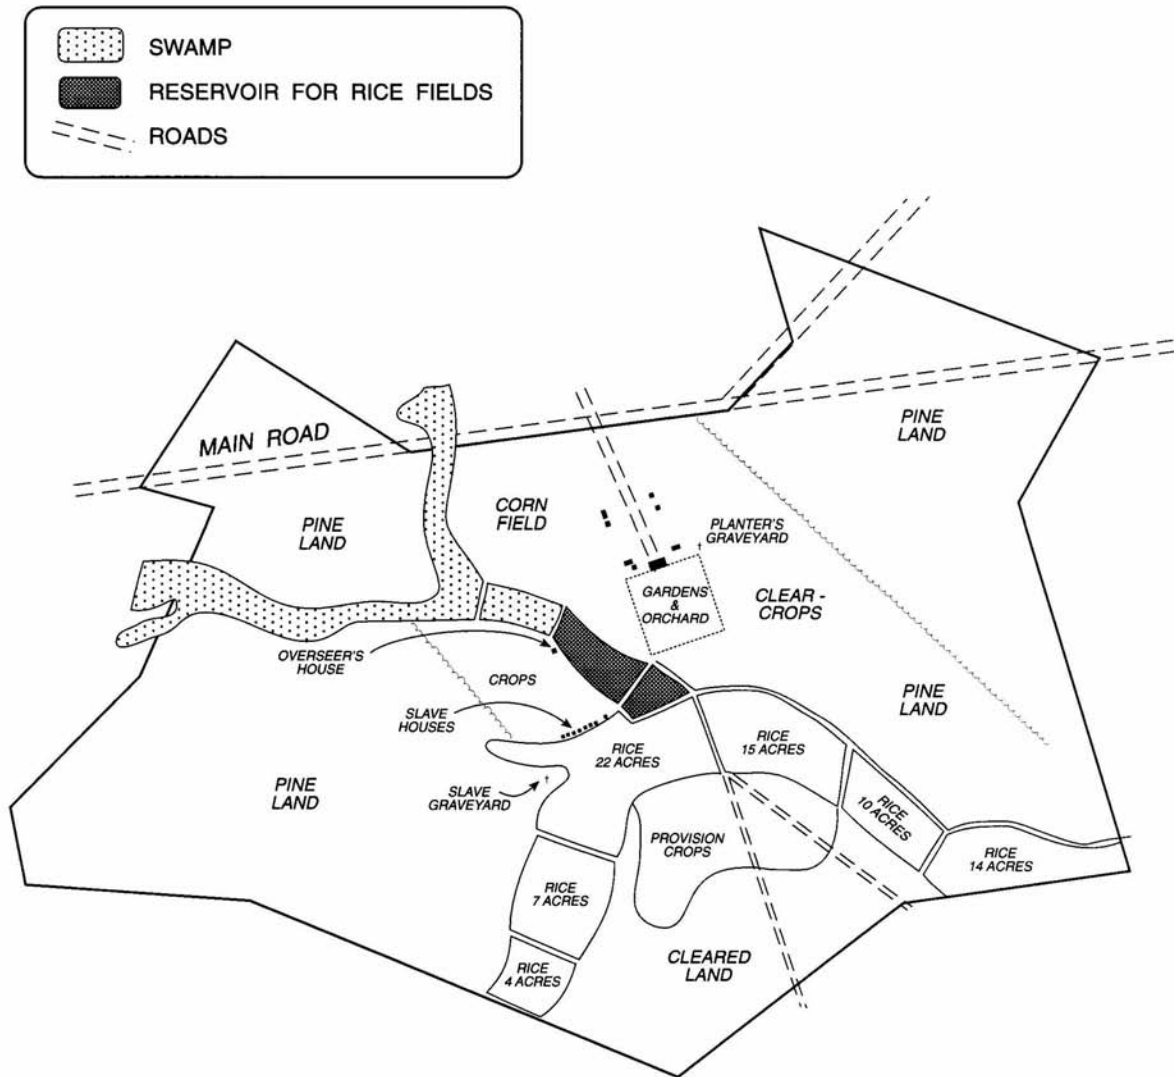 SWAMP
RESERVOIR FOR RICE FIELDS
ROADS
MAIN ROAD
PINE
LAND
PINE
LAND
CORN
FIELD
PLANTER'S
GRAVEYARD
GARDENS
&
ORCHARD
CLEAR -
CROPS
OVERSEER'S
HOUSE
CROPS
PINE
LAND
SLAVE
HOUSES
RICE
22 ACRES
RICE
15 ACRES
PINE
LAND
SLAVE
GRAVEYARD
RICE
10 ACRES
PROVISION
CROPS
RICE
14 ACRES
RICE
7 ACRES
CLEARED
LAND
RICE
4 ACRES